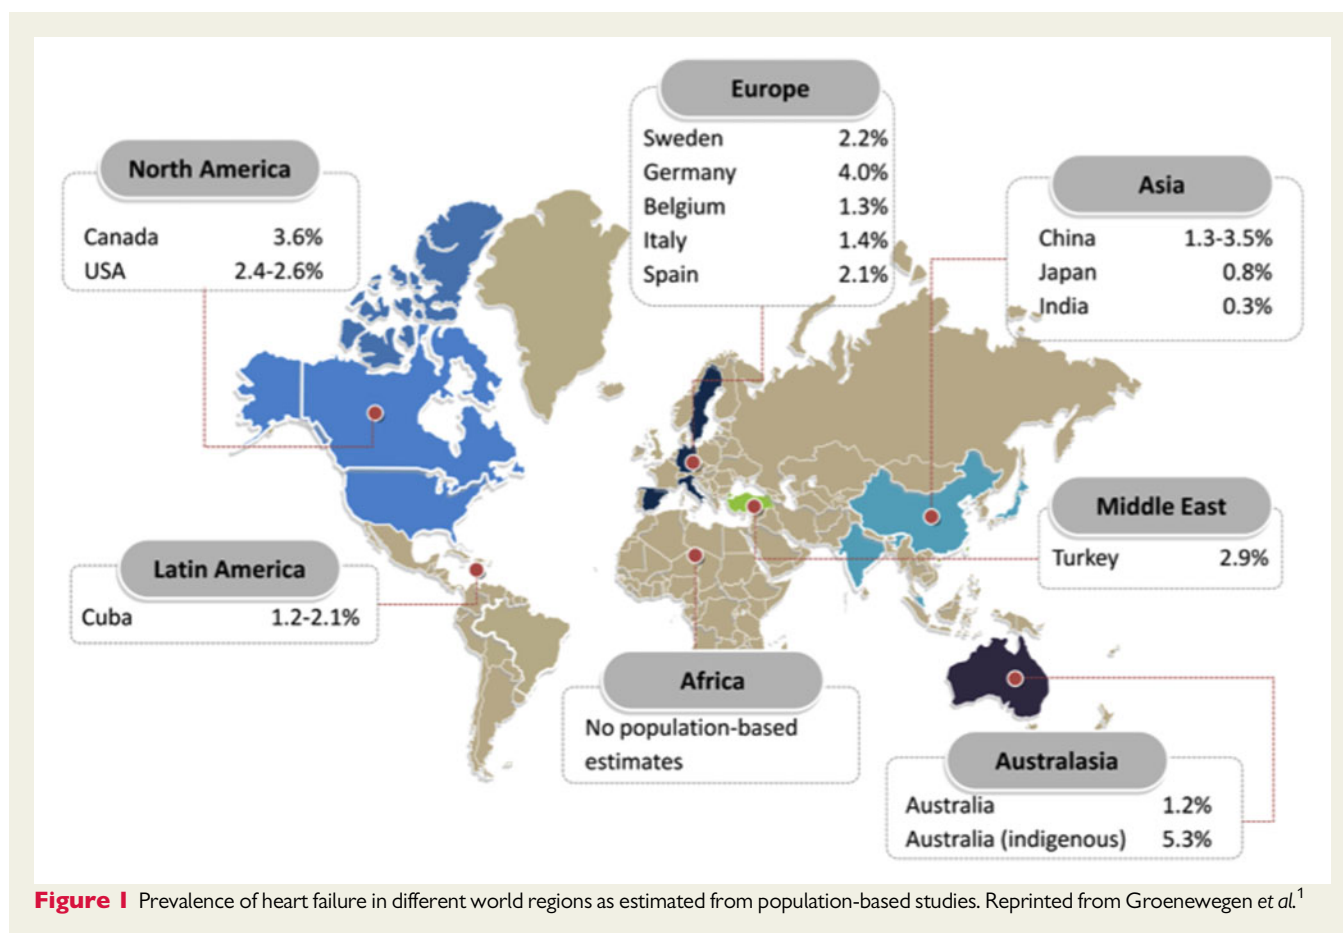 Europe
Sweden 2.2%
Germany 4.0%
Belgium 1.3%
Italy 1.4%
Spain 2.1%
North America
Canada 3.6%
USA 2.4-2.6%
Asia
China 1.3-3.5%
Japan 0.8%
India 0.3%
Middle East
Turkey 2.9%
Latin America
Cuba 1.2-2.1%
Africa
No population-based
estimates
Australasia
Australia 1.2%
Australia (indigenous) 5.3%
Figure 1 Prevalence of heart failure in different world regions as estimated from population-based studies. Reprinted from Groenewegen et al.1